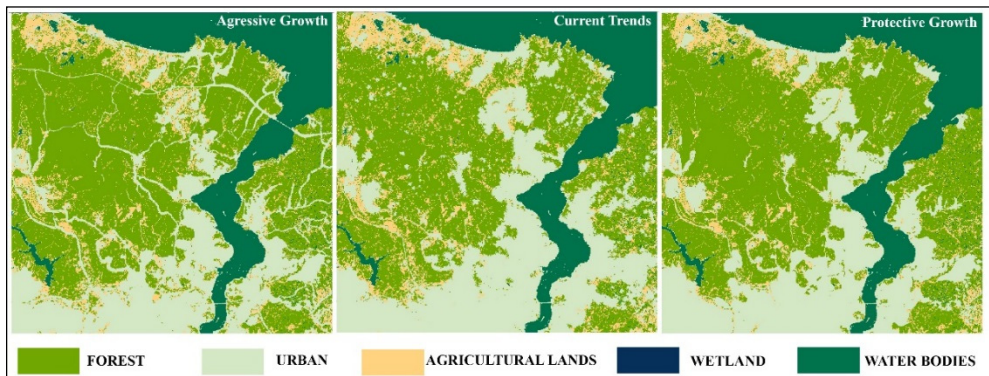 Agressive Growth
Current Trends
Protective Growth
FOREST
URBAN
AGRICULTURAL LANDS
WETLAND
WATER BODIES